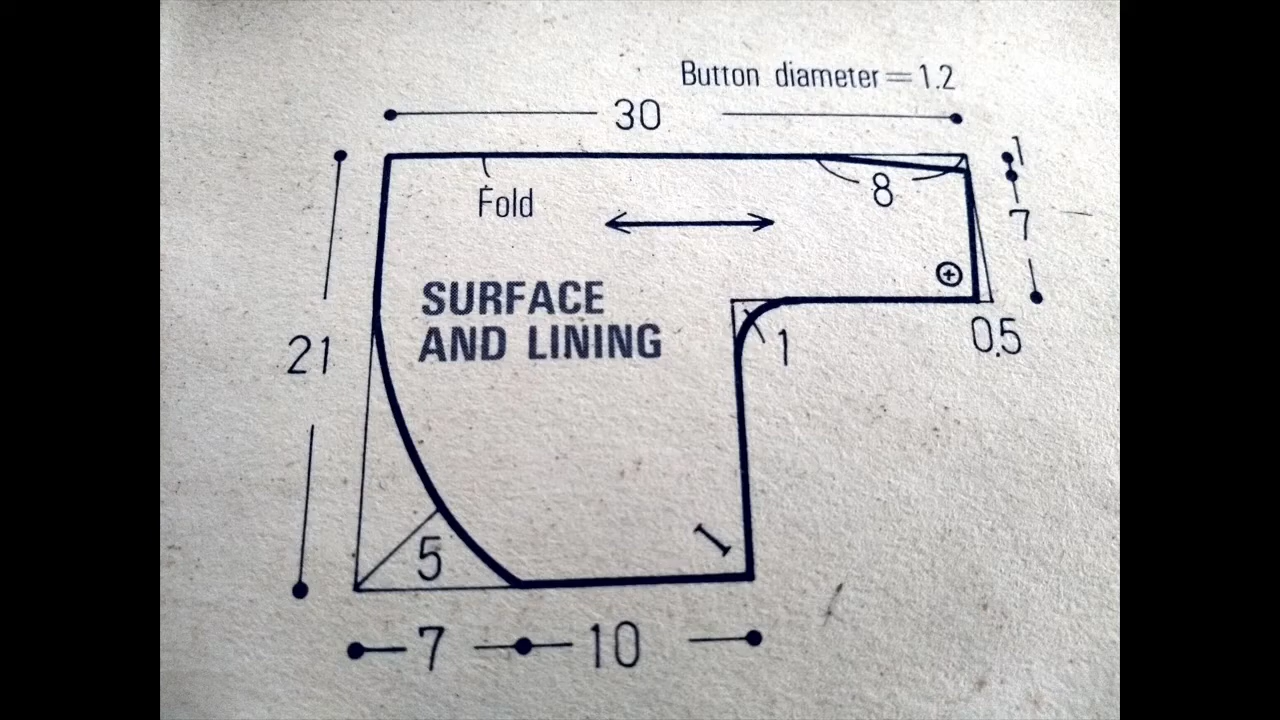 Button diameter=1.2
30
1
8
Fold
7
SURFACE
AND LINING
21
1
0.5
5
7
10